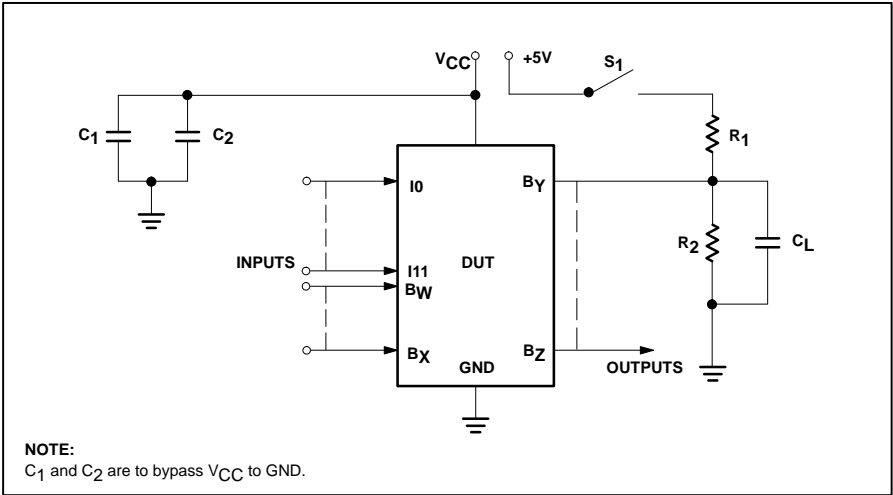 VCC
+5V
S1
C1
C2
R1
I0
BY
R2
CL
INPUTS
I11
DUT
BW
BX
BZ
GND
OUTPUTS
NOTE:
C1 and C2 are to bypass VCC to GND.